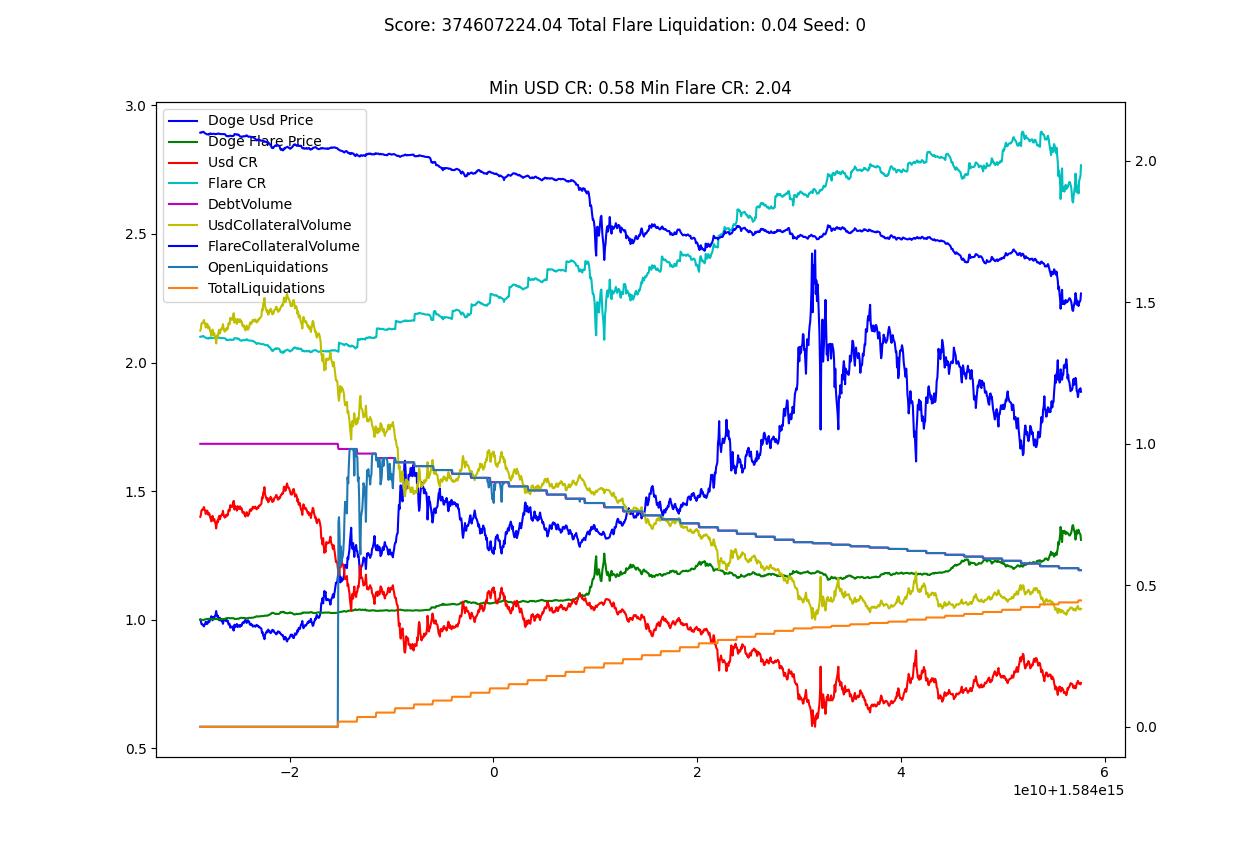 Score: 374607224.04 Total Flare Liquidation: 0.04 Seed: 0
Min USD CR: 0.58 Min Flare CR: 2.04
Doge Usd Price
Doge Flare Price
Usd CR
Flare CR
DebtVolume
UsdCollateralVolume
FlareCollateralVolume
OpenLiquidations
TotalLiquidations
3.0
2.5
2.0
1.5
1.0
0.5
2.0
1.5
1.0
0.5
0.0
−2
0
2
4
6
1e10+1.584e15